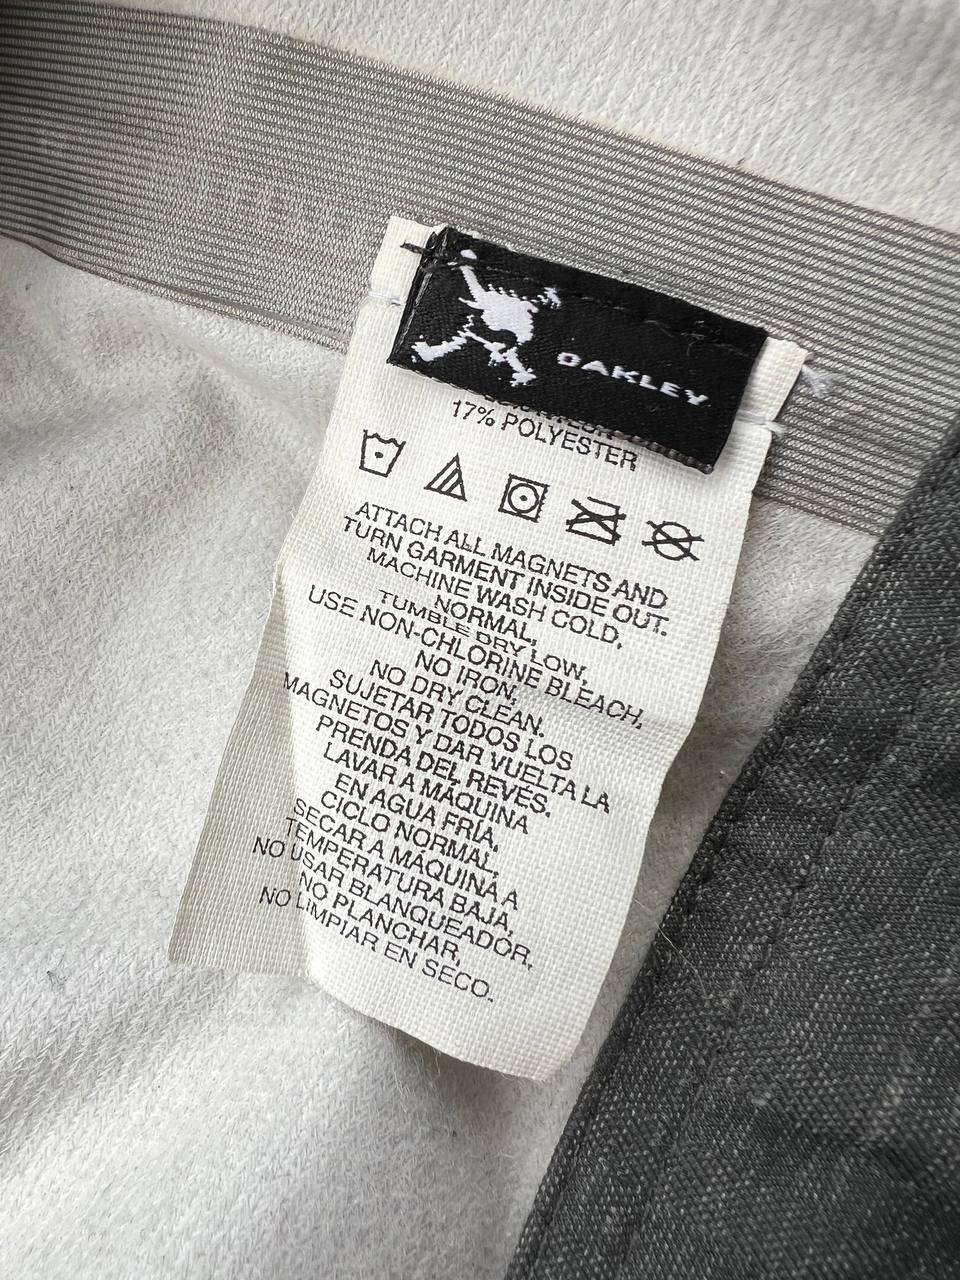 OAKLEY
17% POLYESTER
ATTACH ALL MAGNETS AND
TURN GARMENT INSIDE OUT.
MACHINE WASH COLD,
NORMAL,
TUMBLE DRY LOW,
USE NON-CHLORINE BLEACH,
NO IRON,
NO DRY CLEAN.
SUJETAR TODOS LOS
MAGNETOS Y DAR VUELTA LA
PRENDA DEL REVÉS.
LAVAR A MÁQUINA
EN AGUA FRÍA,
CICLO NORMAL,
SECAR A MÁQUINA A
TEMPERATURA BAJA,
NO USAR BLANQUEADOR,
NO PLANCHAR,
NO LIMPIAR EN SECO.